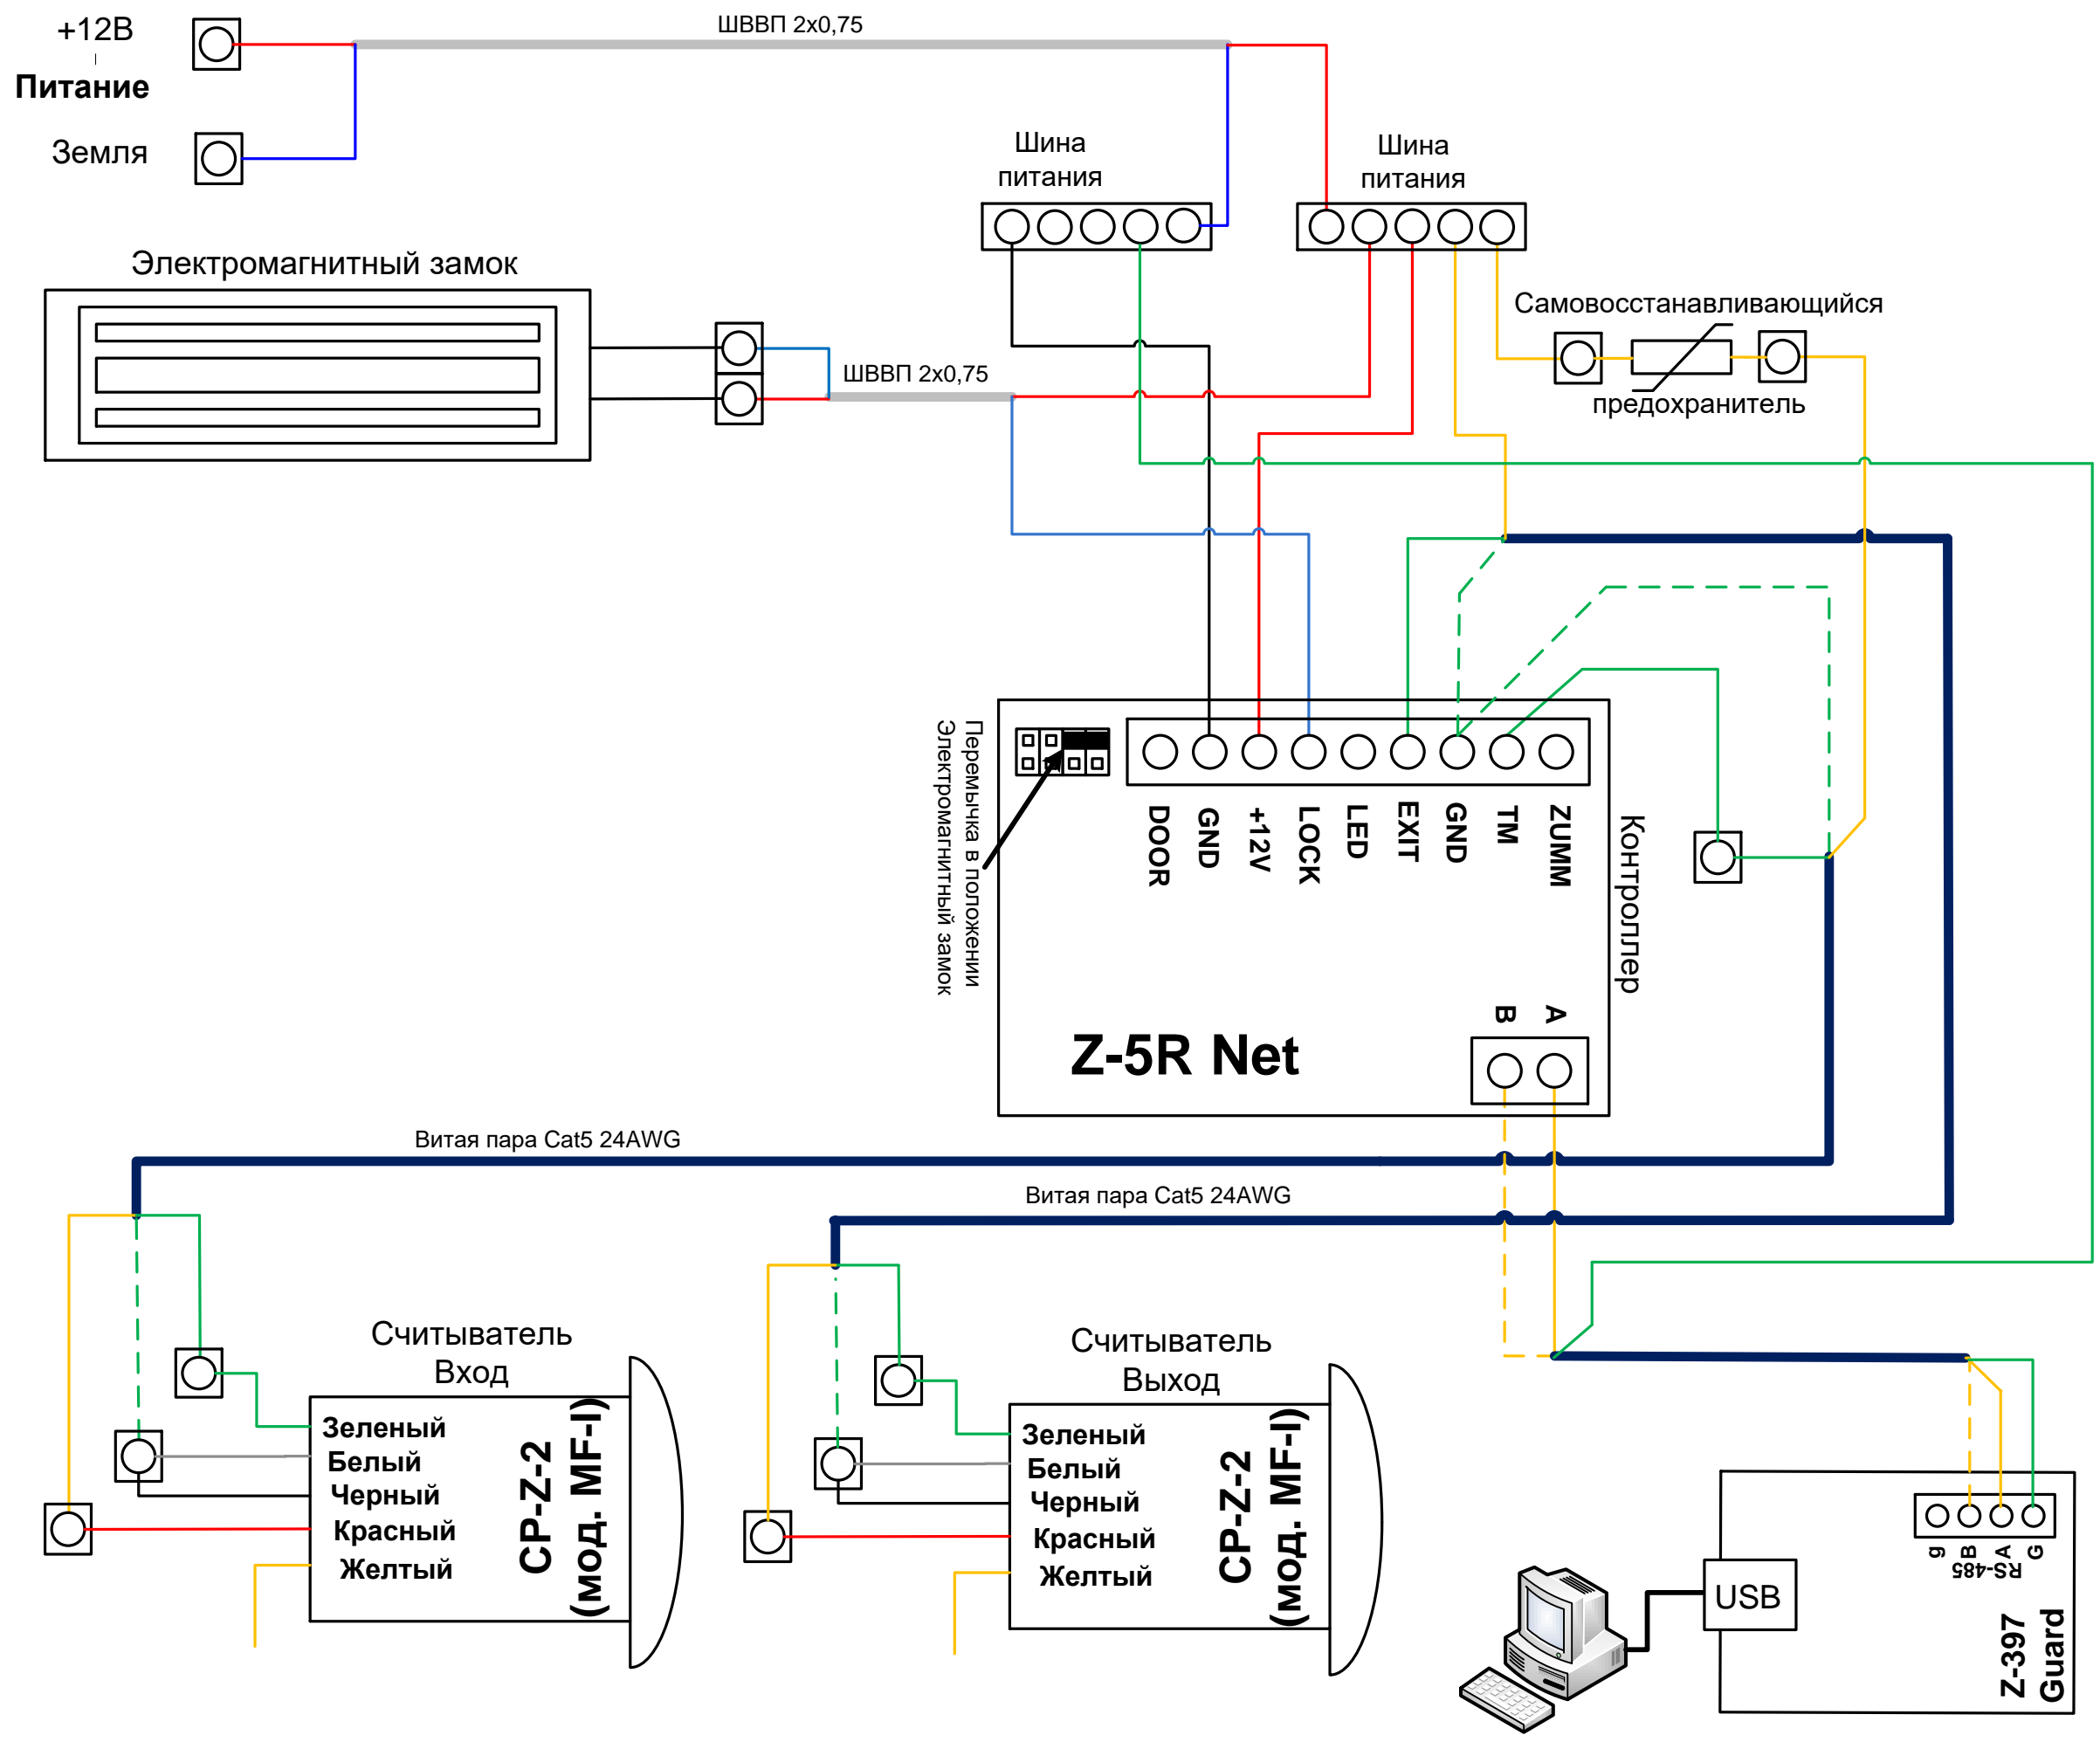 +12В
Питание
Земля
ШВВП 2х0,75
Шина
питания
Шина
питания
Электромагнитный замок
ШВВП 2х0,75
Самовосстанавливающийся
предохранитель
Перемычка в положении
Электромагнитный замок
DOOR
GND
+12V
LOCK
LED
EXIT
GND
TM
ZUMM
Контроллер
B
A
Z-5R Net
Витая пара Cat5 24AWG
Витая пара Cat5 24AWG
Считыватель
Вход
Зеленый
Белый
Черный
Красный
Желтый
CP-Z-2
(мод. MF-I)
Считыватель
Выход
Зеленый
Белый
Черный
Красный
Желтый
CP-Z-2
(мод. MF-I)
g
B
A
G
RS-485
USB
Z-397
Guard